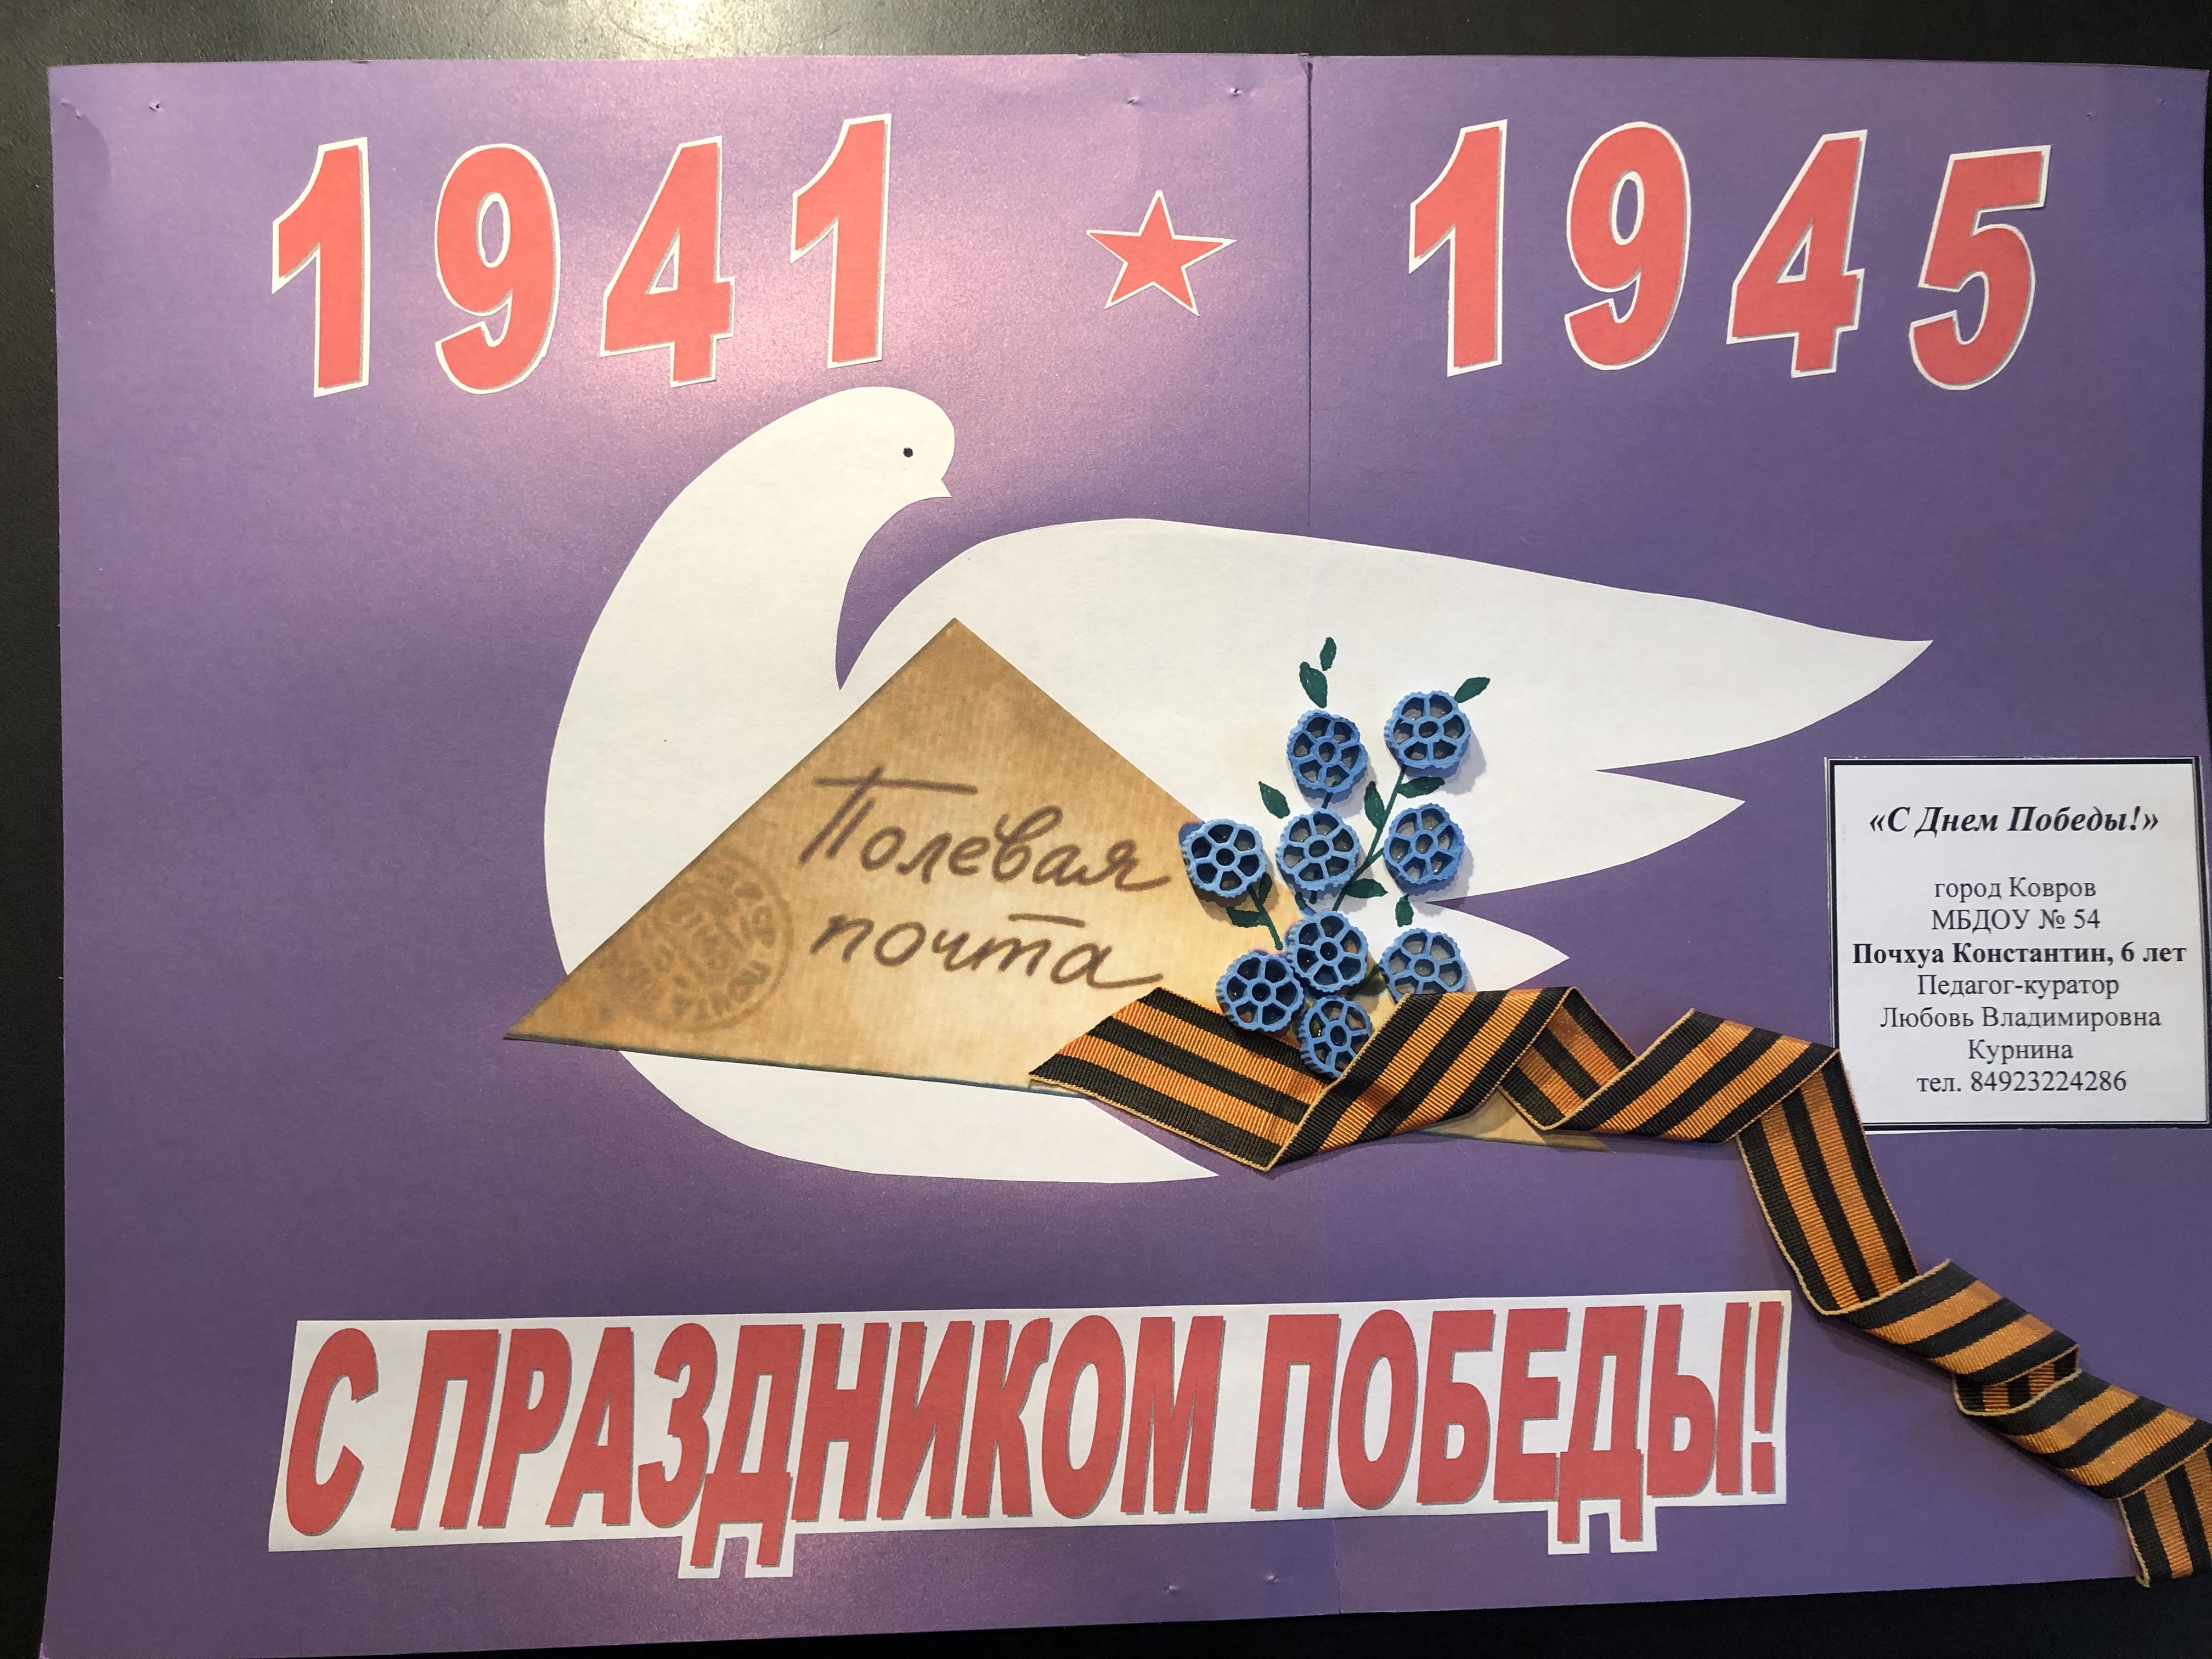 1941 1945
Полевая
почта
«С Днем Победы!»
город Ковров
МБДОУ № 54
Почхуа Константин, 6 лет
Педагог-куратор
Любовь Владимировна
Курнина
тел. 84923224286
С ПРАЗДНИКОМ ПОБЕДЫ!